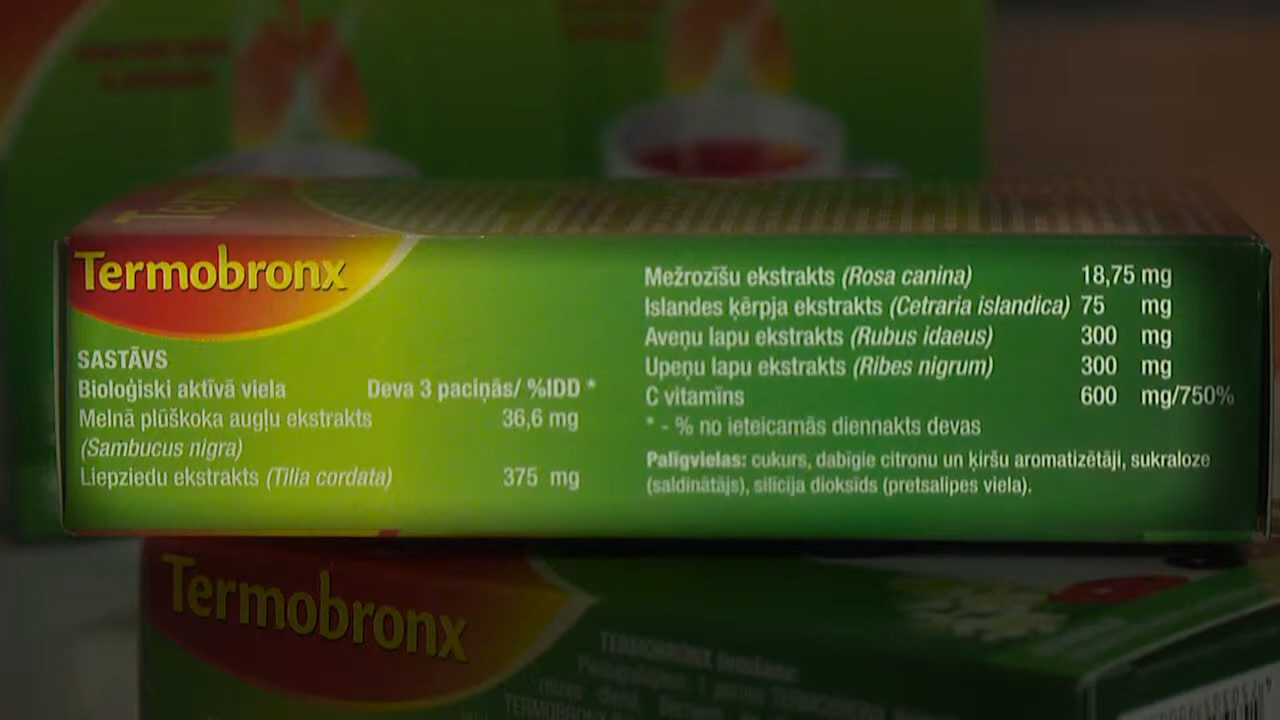 Termobronx
SASTĀVS
Bioloģiski aktīvā viela Deva 3 paciņās/ %IDD *
Melnā plūškoka augļu ekstrakts 36,6 mg
(Sambucus nigra)
Liepziedu ekstrakts (Tilia cordata) 375 mg
Mežrozīšu ekstrakts (Rosa canina) 18,75 mg
Islandes ķērpja ekstrakts (Cetraria islandica) 75 mg
Aveņu lapu ekstrakts (Rubus idaeus) 300 mg
Upeņu lapu ekstrakts (Ribes nigrum) 300 mg
C vitamīns 600 mg/750%
* - % no ieteicamās diennakts devas
Palīgvielas: cukurs, dabīgie citronu un ķiršu aromatizētāji, sukraloze
(saldinātājs), silīcija dioksīds (pretsalipes viela).
Termobronx
TERMOBRONX